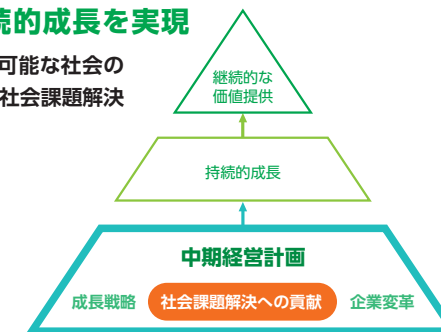 続的成長を実現
可能な社会の
社会課題解決
継続的な
価値提供
持続的成長
中期経営計画
成長戦略 社会課題解決への貢献 企業変革